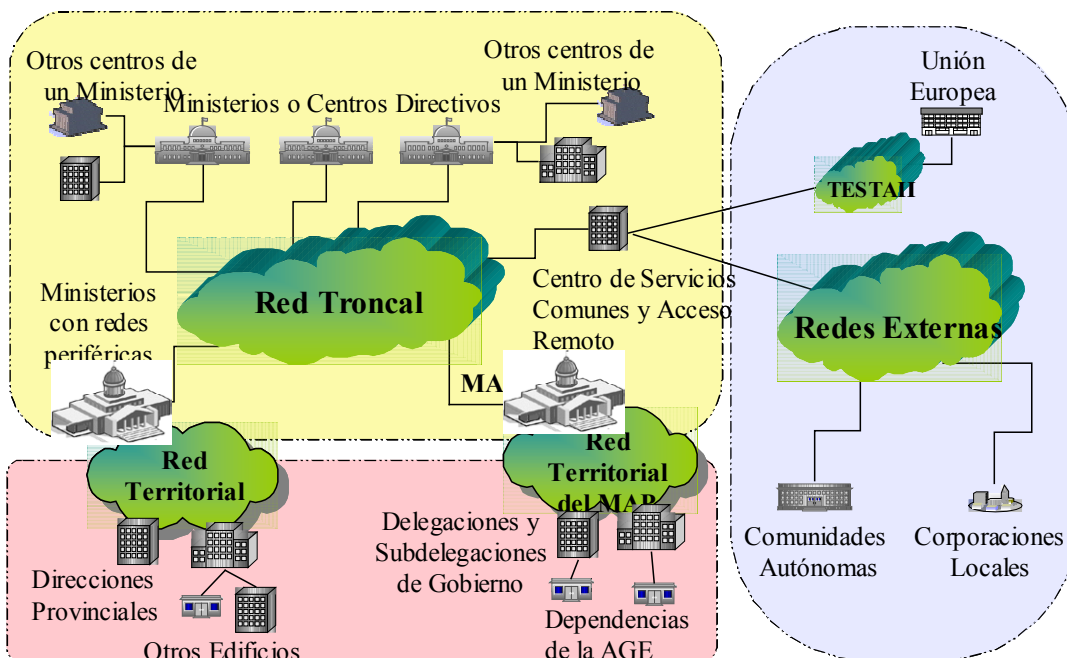 Otros centros de
un Ministerio
Ministerios o Centros Directivos
Otros centros de
un Ministerio
Unión
Europea
TESTAII
Red Troncal
Centro de Servicios
Comunes y Acceso
Remoto
Redes Externas
Ministerios
con redes
periféricas
MA
Red
Territorial
Red
Territorial
del MAP
Delegaciones y
Subdelegaciones
de Gobierno
Direcciones
Provinciales
Otros Edificios
Dependencias
de la AGE
Comunidades
Autónomas
Corporaciones
Locales